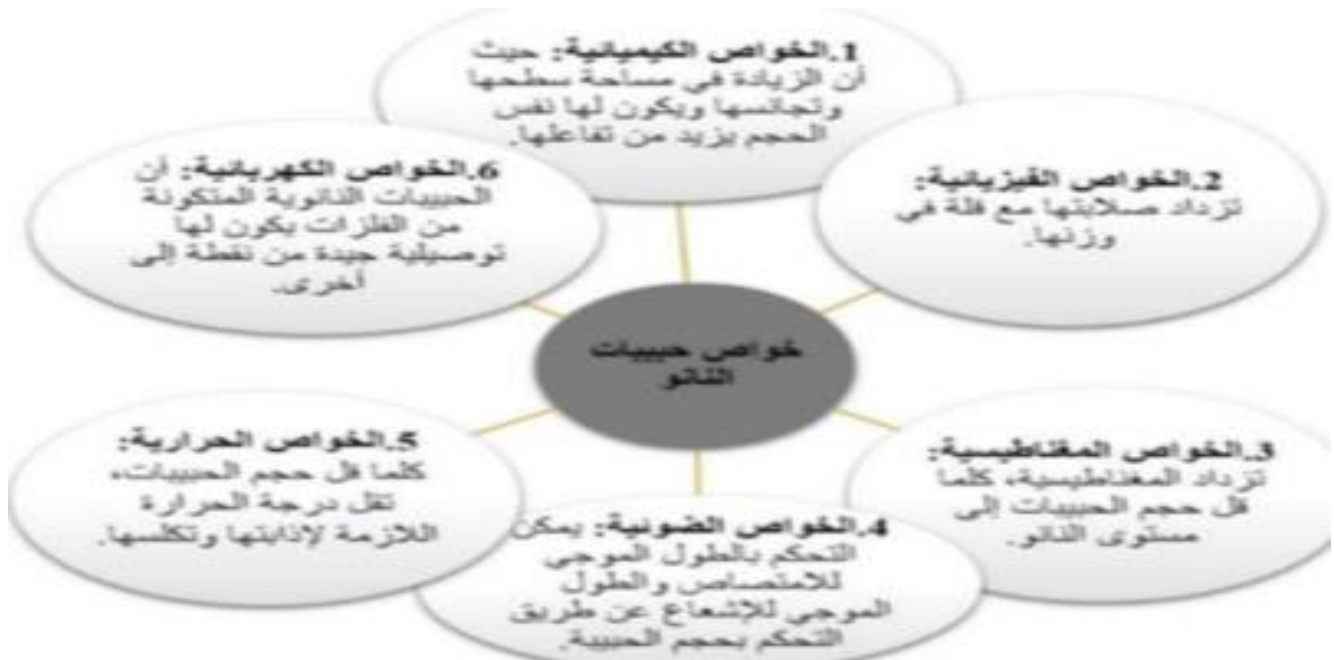 1.الخواص الكيميائية: حيث
أن الزيادة في مساحة سطحها
وتجانسها ويكون لها نفس
الحجم يزيد من تفاعلها.
2.الخواص الفيزيائية:
تزداد صلابتها مع قلة في
وزنها.
3.الخواص المغناطيسية:
تزداد المغناطيسية، كلما
قل حجم الحبيبات إلى
مستوى النانو.
4.الخواص الضوئية: يمكن
التحكم بالطول الموجي
للامتصاص والطول
الموجي للإشعاع عن طريق
التحكم بحجم الحبيبة.
5.الخواص الحرارية:
كلما قل حجم الحبيبات،
تقل درجة الحرارة
اللازمة لإذابتها وتكلسها.
6.الخواص الكهربائية: أن
الحبيبات النانوية المتكونة
من الفلزات يكون لها
توصيلية جيدة من نقطة إلى
أخرى.
خواص حبيبات
النانو